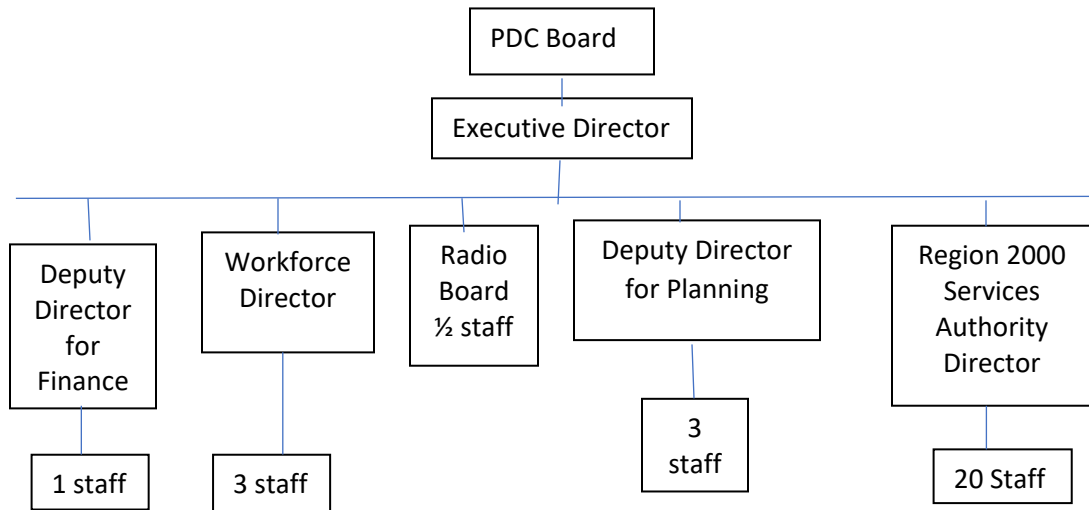 PDC Board
Executive Director
Deputy
Director
for
Finance
Workforce
Director
Radio
Board
½ staff
Deputy Director
for Planning
Region 2000
Services
Authority
Director
1 staff
3 staff
3
staff
20 Staff